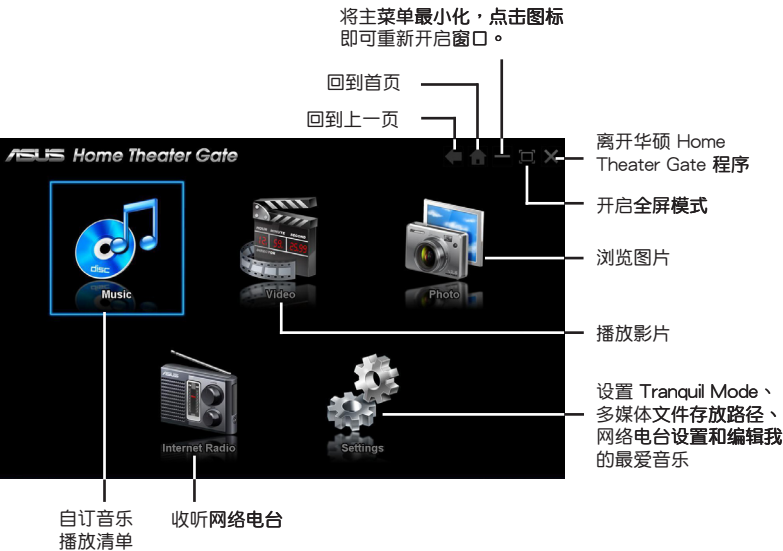 将主菜单最小化，点击图标
即可重新开启窗口。
回到首页
回到上一页
离开华硕 Home
Theater Gate 程序
开启全屏模式
浏览图片
播放影片
设置 Tranquil Mode、
多媒体文件存放路径、
网络电台设置和编辑我
的最爱音乐
ASUS Home Theater Gate
disc
Music
Video
Photo
ASUS
Internet Radio
Settings
自订音乐
播放清单
收听网络电台